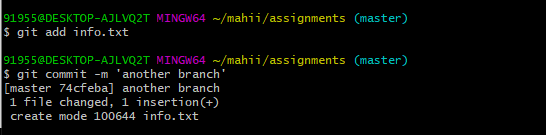 91955@DESKTOP-AJLVQ2T MINGW64 ~/mahii/assignments (master)
$ git add info.txt
91955@DESKTOP-AJLVQ2T MINGW64 ~/mahii/assignments (master)
$ git commit -m 'another branch'
[master 74cfeba] another branch
 1 file changed, 1 insertion(+)
 create mode 100644 info.txt